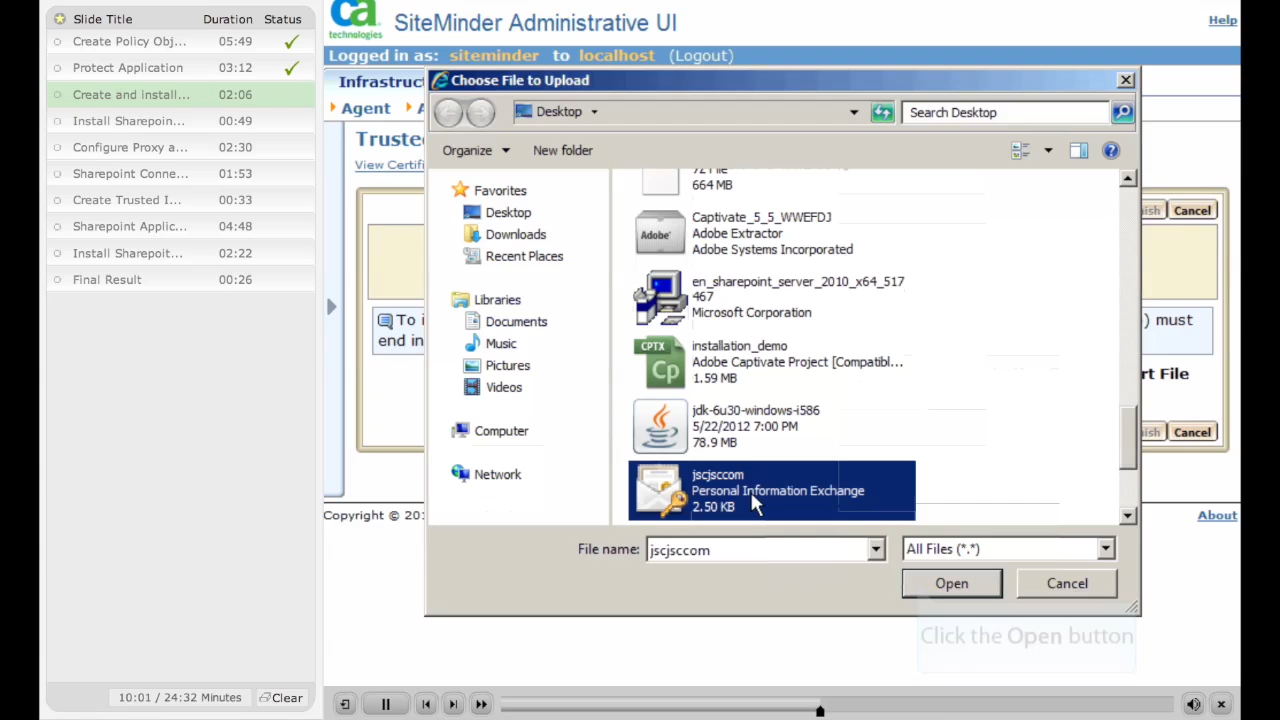 Slide Title Duration Status
Create Policy Obj... 05:49
Protect Application 03:12
Create and install... 02:06
Install Sharepoin... 00:49
Configure Proxy a... 02:30
Sharepoint Conne... 01:53
Create Trusted I... 00:33
Sharepoint Applic... 04:48
Install Sharepoit... 02:22
Final Result 00:26
10:01 / 24:32 Minutes Clear
ca
technologies
SiteMinder Administrative UI
Help
Logged in as: siteminder to localhost (Logout)
Infrastruc
Agent
Truste
View Certifi
Cancel
To i
) must
end in
rt File
Cancel
Copyright © 201
About
Choose File to Upload
Desktop
Search Desktop
Organize New folder
Favorites
Desktop
Downloads
Recent Places
Libraries
Documents
Music
Pictures
Videos
Computer
Network
664 MB
Captivate_5_5_WWEFDJ
Adobe Extractor
Adobe Systems Incorporated
Adobe
en_sharepoint_server_2010_x64_517
467
Microsoft Corporation
CPTX
Cp
installation_demo
Adobe Captivate Project [Compatibl...
1.59 MB
jdk-6u30-windows-i586
5/22/2012 7:00 PM
78.9 MB
jscjsccom
Personal Information Exchange
2.50 KB
File name: jscjsccom
All Files (*.*)
Open Cancel
Click the Open button